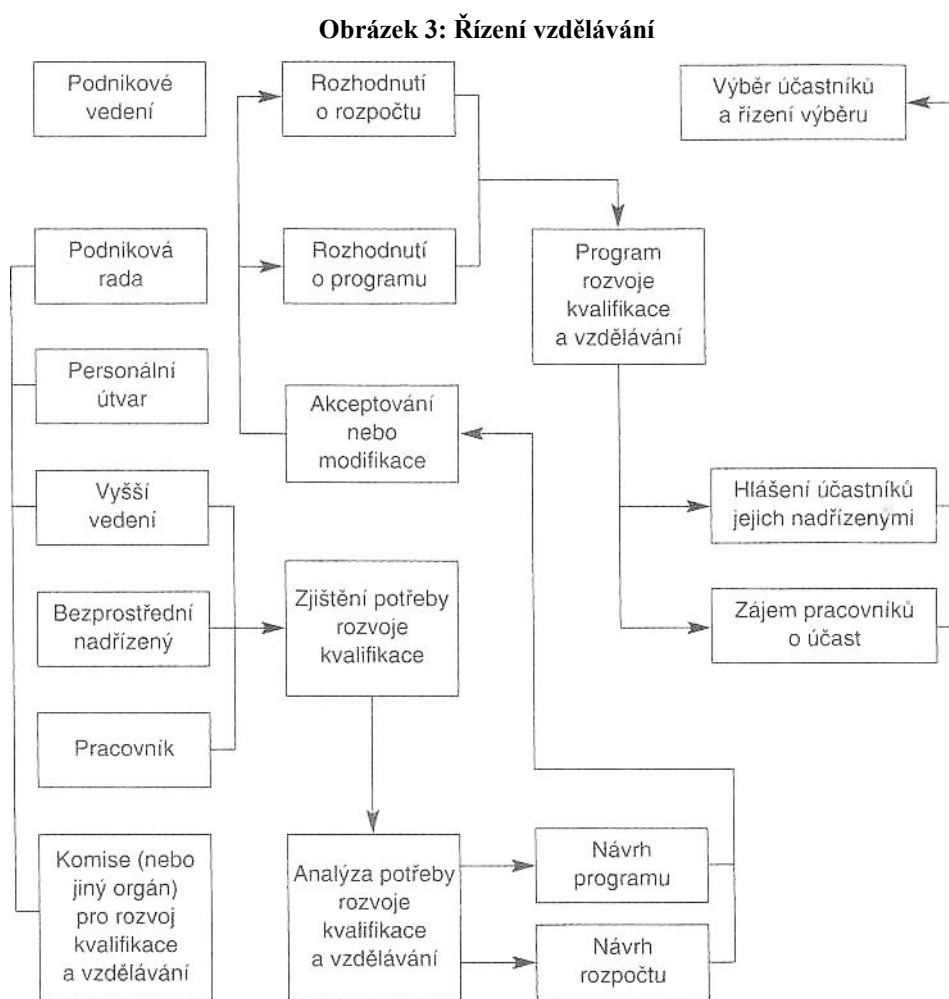 Obrázek 3: Řízení vzdělávání
Podnikové
vedení
Rozhodnutí
o rozpočtu
Výběr účastníků
a řízení výběru
Podniková
rada
Rozhodnutí
o programu
Program
rozvoje
kvalifikace
a vzdělávání
Personální
útvar
Akceptování
nebo
modifikace
Vyšší
vedení
Hlášení účastníků
jejich nadřízenými
Bezprostřední
nadřízený
Zjištění potřeby
rozvoje
kvalifikace
Zájem pracovníků
o účast
Pracovník
Komise (nebo
jiný orgán)
pro rozvoj
kvalifikace
a vzdělávání
Analýza potřeby
rozvoje
kvalifikace
a vzdělávání
Návrh
programu
Návrh
rozpočtu